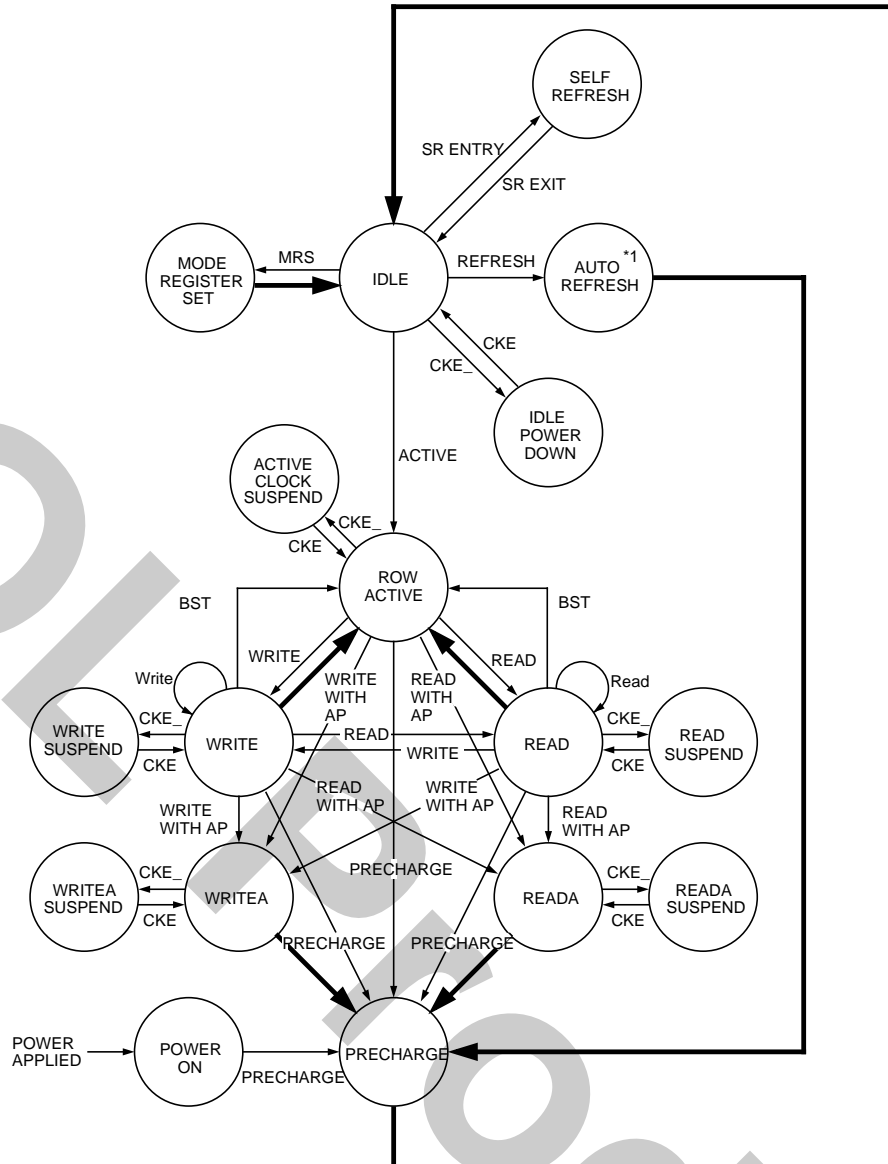 SELF
REFRESH
SR ENTRY
SR EXIT
MODE
REGISTER
SET
MRS
IDLE
REFRESH
AUTO *1
REFRESH
CKE
CKE_
IDLE
POWER
DOWN
ACTIVE
ACTIVE
CLOCK
SUSPEND
CKE_
CKE
ROW
ACTIVE
BST
BST
WRITE
READ
WRITE
WITH
AP
READ
WITH
AP
Write
Read
WRITE
SUSPEND
CKE_
CKE
WRITE
READ
WRITE
READ
CKE_
CKE
READ
SUSPEND
WRITE
WITH AP
READ
WITH AP
WRITE
WITH AP
READ
WITH AP
WRITEA
SUSPEND
CKE_
CKE
WRITEA
PRECHARGE
READA
CKE_
CKE
READA
SUSPEND
PRECHARGE
PRECHARGE
POWER
APPLIED
POWER
ON
PRECHARGE
PRECHARGE
L Pro